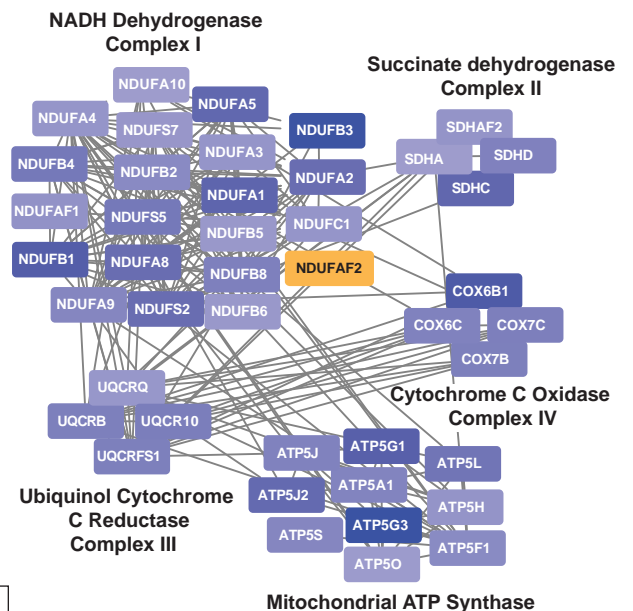 NADH Dehydrogenase
Complex I
Succinate dehydrogenase
Complex II
NDUFA10
NDUFA5
NDUFA4
NDUFS7
NDUFB3
SDHAF2
NDUFA3
SDHA
SDHD
NDUFB4
NDUFB2
NDUFA2
SDHC
NDUFA1
NDUFAF1
NDUFS5
NDUFC1
NDUFB5
NDUFB1
NDUFA8
NDUFB8
NDUFAF2
COX6B1
NDUFA9
NDUFS2
NDUFB6
COX6C
COX7C
COX7B
UQCRQ
Cytochrome C Oxidase
Complex IV
UQCRB
UQCR10
UQCRFS1
ATP5J
ATP5G1
ATP5L
Ubiquinol Cytochrome
C Reductase
Complex III
ATP5J2
ATP5A1
ATP5H
ATP5S
ATP5G3
ATP5F1
ATP5O
Mitochondrial ATP Synthase